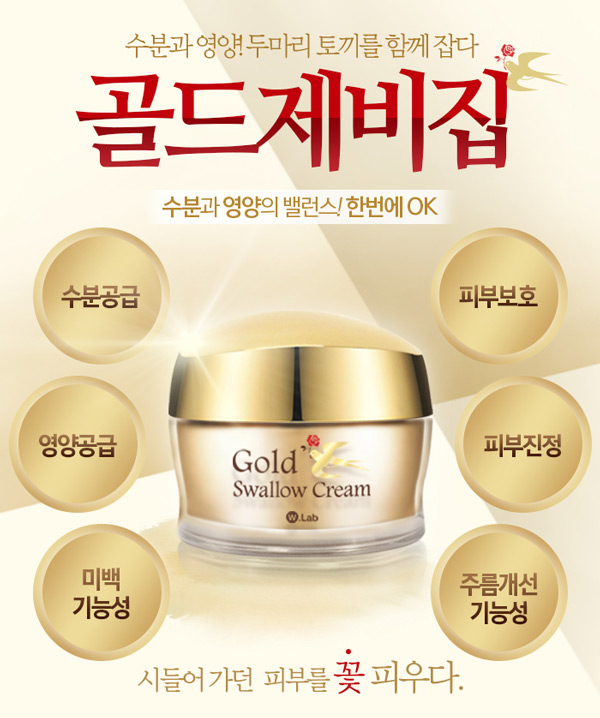 수분과 영양! 두마리 토끼를 함께 잡다
골드제비집
수분과 영양의 밸런스! 한번에 OK
수분공급
피부보호
영양공급
피부진정
Gold
Swallow Cream
W.Lab
미백
기능성
주름개선
기능성
시들어 가던 피부를 꽃 피우다.